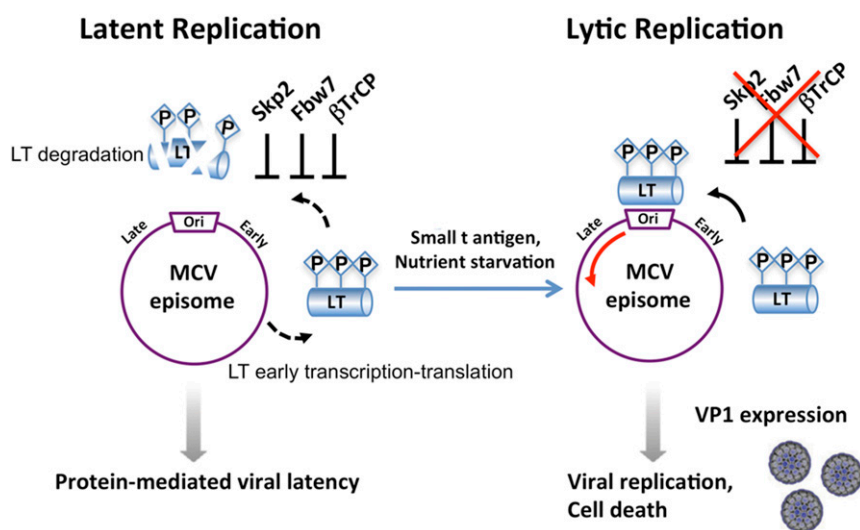 Latent Replication
Lytic Replication
Skp2
Fbw7
βTrCP
Skp2
Fbw7
βTrCP
P
P
P
LT
LT degradation
P P P
LT
Late
Ori
Early
MCV
episome
P P P
LT
Small t antigen,
Nutrient starvation
Late
Ori
Early
MCV
episome
P P P
LT
LT early transcription-translation
VP1 expression
Protein-mediated viral latency
Viral replication,
Cell death